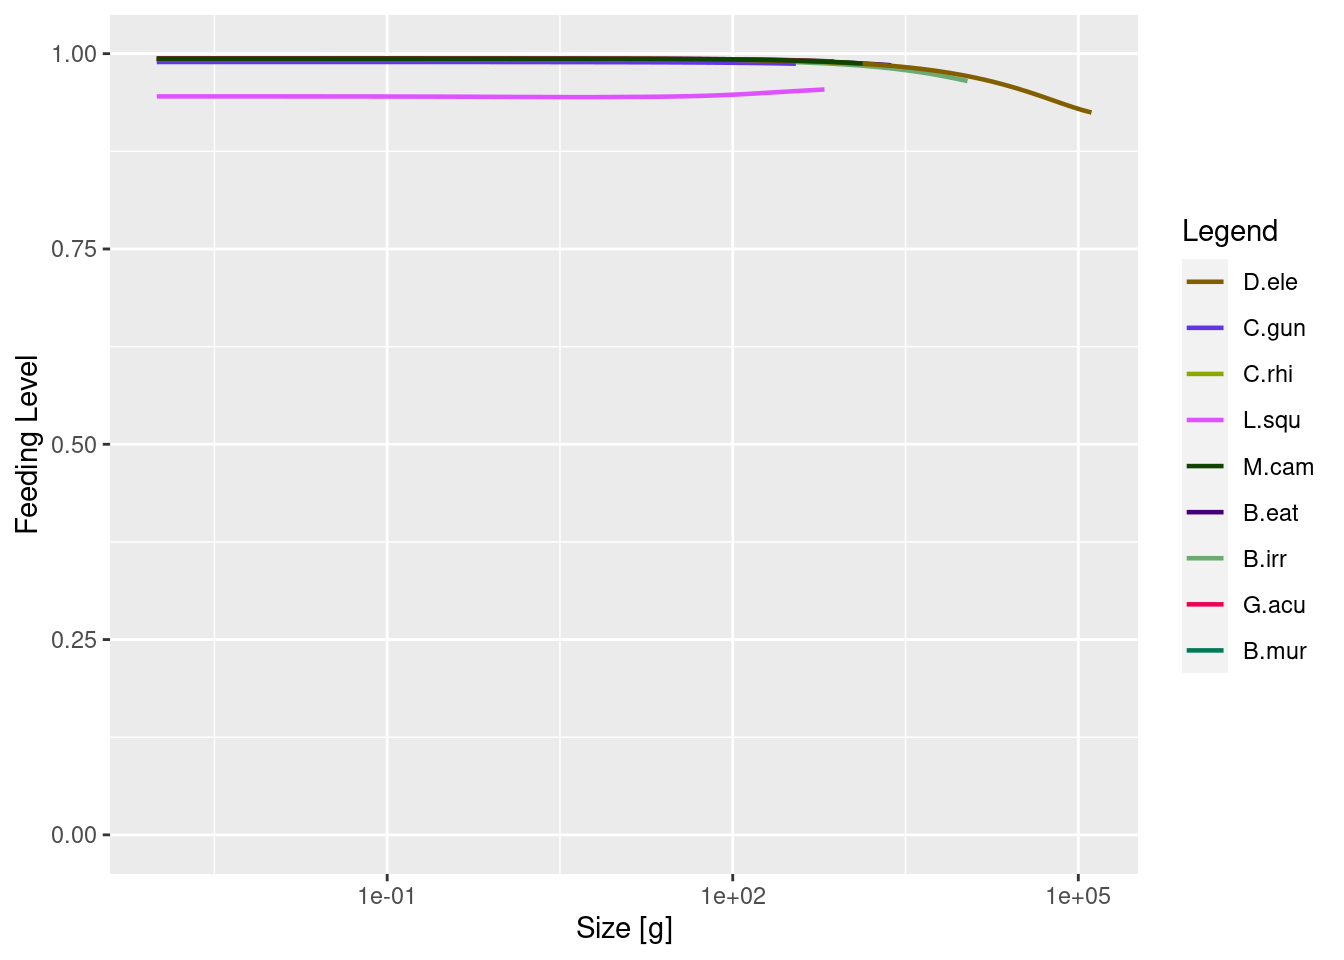 1.00
0.75
0.50
0.25
0.00
Feeding Level
1e-01
1e+02
1e+05
Size [g]
Legend
D.ele
C.gun
C.rhi
L.squ
M.cam
B.eat
B.irr
G.acu
B.mur